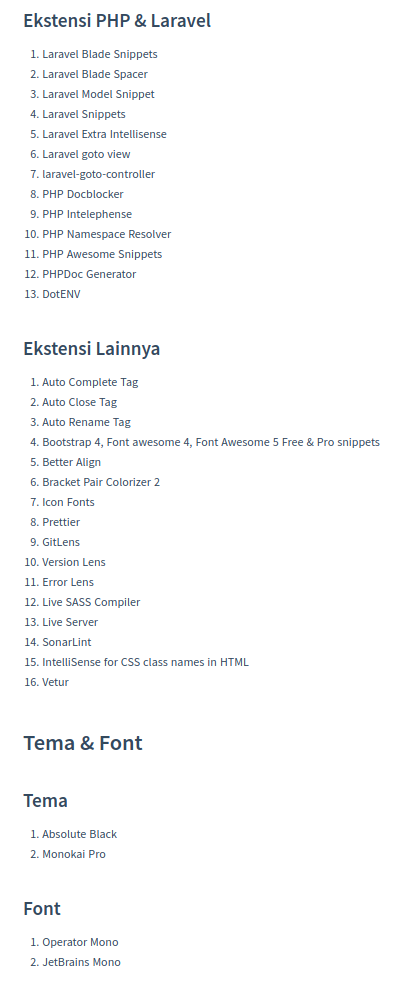 Ekstensi PHP & Laravel
1. Laravel Blade Snippets
2. Laravel Blade Spacer
3. Laravel Model Snippet
4. Laravel Snippets
5. Laravel Extra Intellisense
6. Laravel goto view
7. laravel-goto-controller
8. PHP Docblocker
9. PHP Intelephense
10. PHP Namespace Resolver
11. PHP Awesome Snippets
12. PHPDoc Generator
13. DotENV
Ekstensi Lainnya
1. Auto Complete Tag
2. Auto Close Tag
3. Auto Rename Tag
4. Bootstrap 4, Font awesome 4, Font Awesome 5 Free & Pro snippets
5. Better Align
6. Bracket Pair Colorizer 2
7. Icon Fonts
8. Prettier
9. GitLens
10. Version Lens
11. Error Lens
12. Live SASS Compiler
13. Live Server
14. SonarLint
15. IntelliSense for CSS class names in HTML
16. Vetur
Tema & Font
Tema
1. Absolute Black
2. Monokai Pro
Font
1. Operator Mono
2. JetBrains Mono